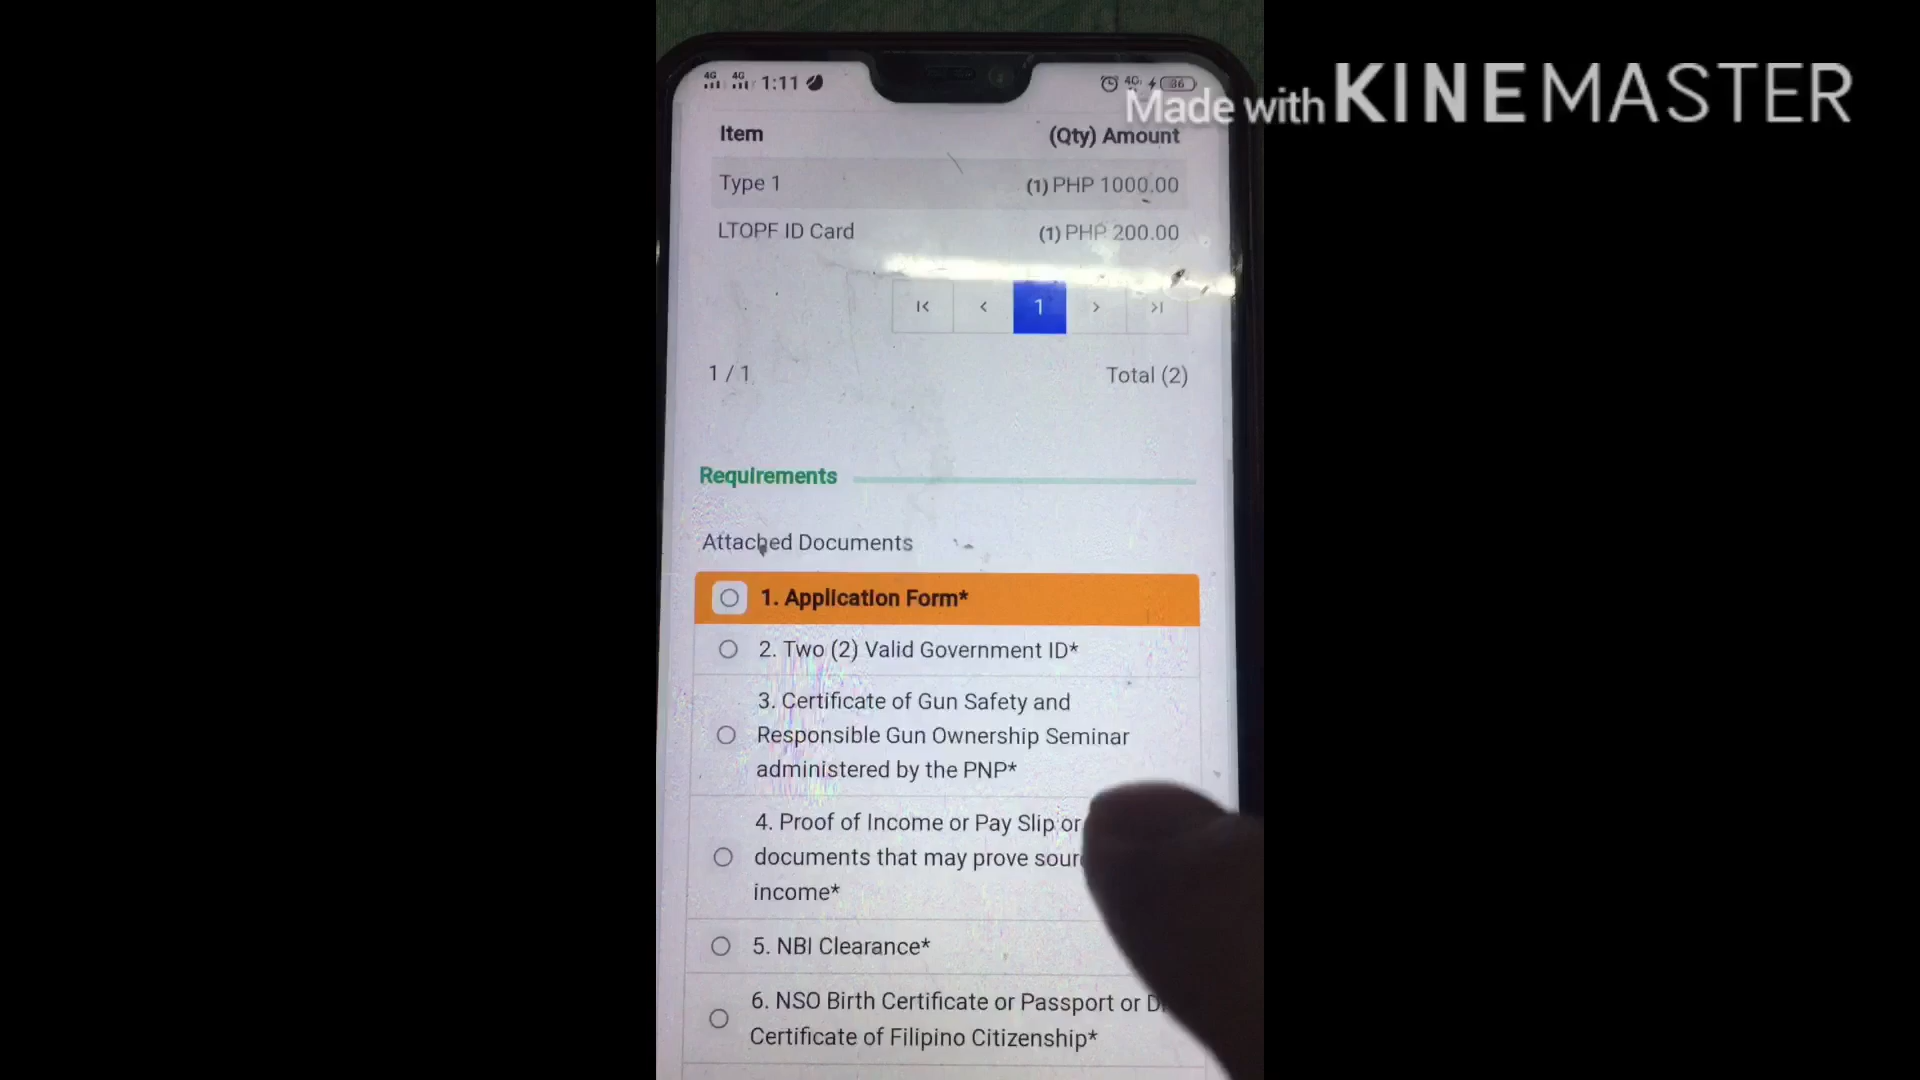 4G 4G 1:11 4G 86
Made with KINEMASTER
Item (Qty) Amount
Type 1 (1) PHP 1000.00
LTOPF ID Card (1) PHP 200.00
1
1 / 1 Total (2)
Requirements
Attached Documents
1. Application Form*
2. Two (2) Valid Government ID*
3. Certificate of Gun Safety and
Responsible Gun Ownership Seminar
administered by the PNP*
4. Proof of Income or Pay Slip or
documents that may prove
income*
5. NBI Clearance*
6. NSO Birth Certificate or Passport or
Certificate of Filipino Citizenship*